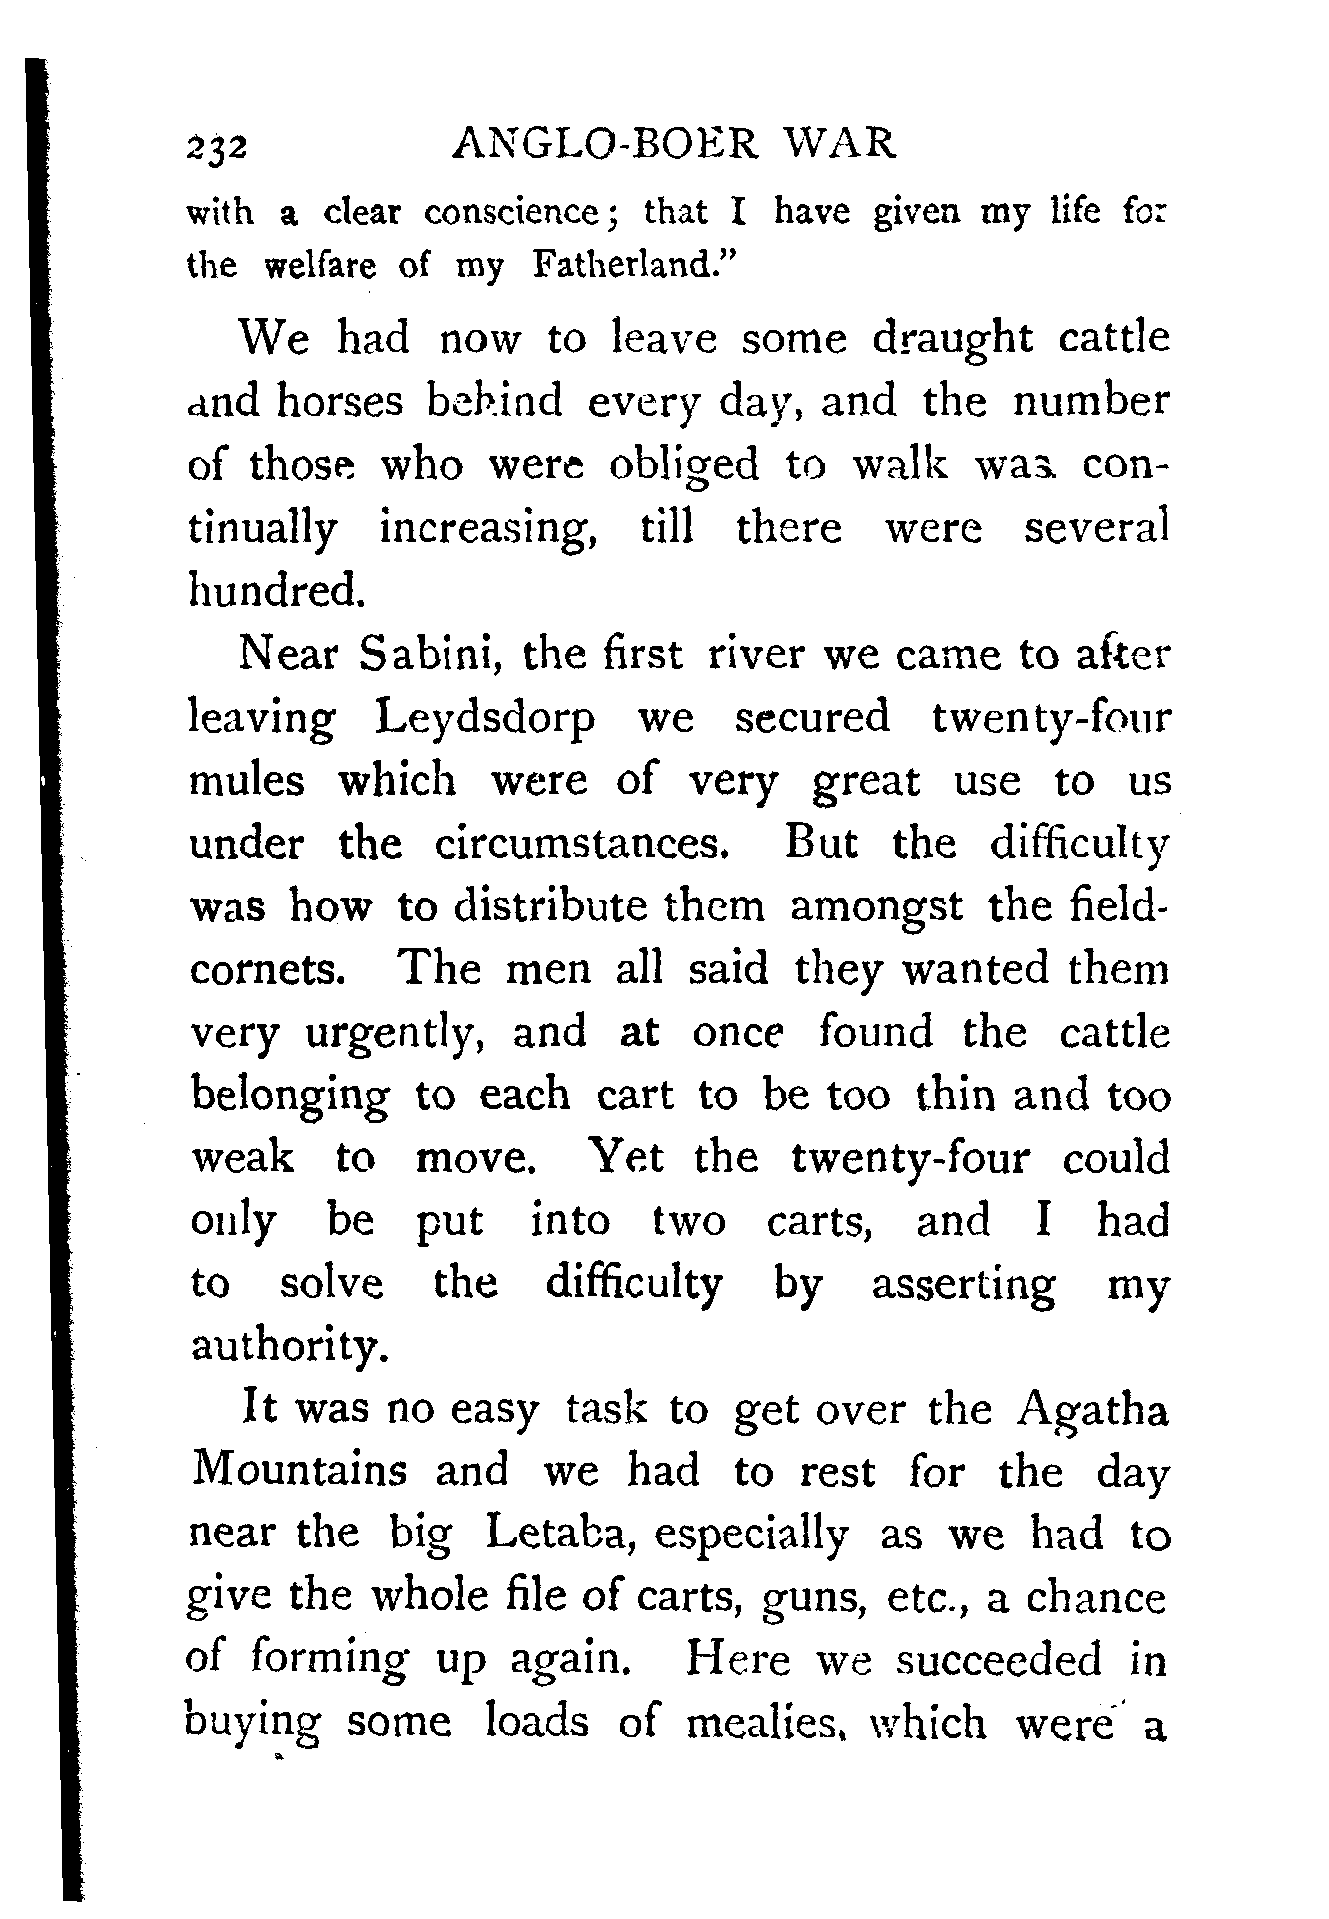 232 ANGLO-BOER WAR
with a clear conscience; that I have given my life for
the welfare of my Fatherland."
We had now to leave some draught cattle
and horses behind every day, and the number
of those who were obliged to walk was con-
tinually increasing, till there were several
hundred.
Near Sabini, the first river we came to after
leaving Leydsdorp we secured twenty-four
mules which were of very great use to us
under the circumstances. But the difficulty
was how to distribute them amongst the field-
cornets. The men all said they wanted them
very urgently, and at once found the cattle
belonging to each cart to be too thin and too
weak to move. Yet the twenty-four could
only be put into two carts, and I had
to solve the difficulty by asserting my
authority.
It was no easy task to get over the Agatha
Mountains and we had to rest for the day
near the big Letaba, especially as we had to
give the whole file of carts, guns, etc., a chance
of forming up again. Here we succeeded in
buying some loads of mealies, which were a